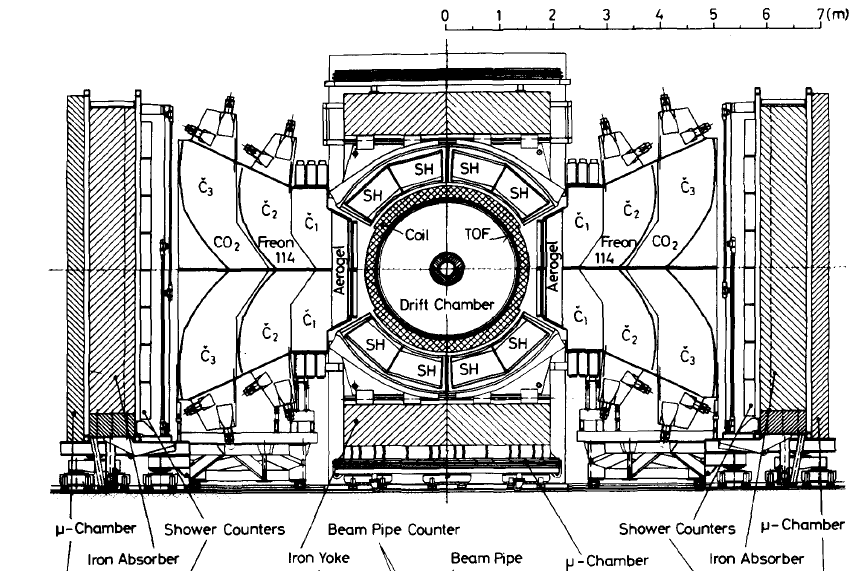 0 1 2 3 4 5 6 7(m)
SH SH SH SH
Č3 Č2 Č1 Č1 Č2 Č3
CO2 Freon 114 Aerogel Coil TOF Aerogel Freon 114 CO2
Drift Chamber
Č3 Č2 Č1 Č1 Č2 Č3
SH SH SH SH
μ-Chamber Shower Counters Beam Pipe Counter Shower Counters μ-Chamber
Iron Absorber Iron Yoke Beam Pipe μ-Chamber Iron Absorber